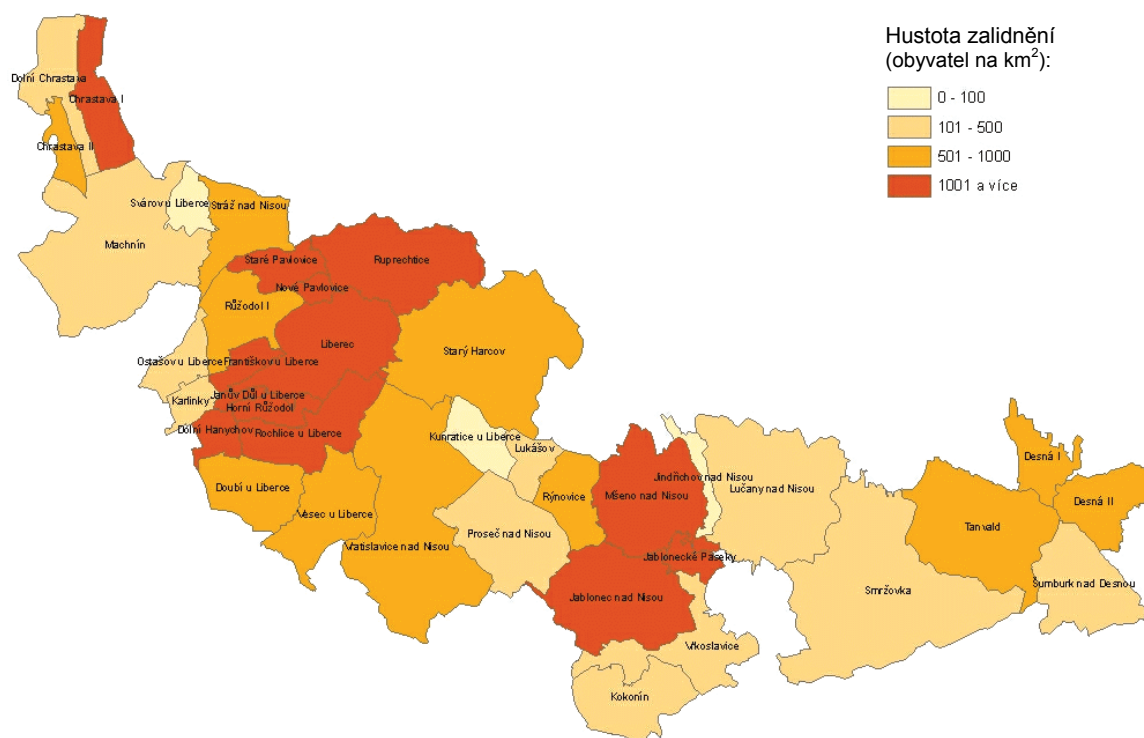 Hustota zalidnění
(obyvatel na km²):
0 - 100
101 - 500
501 - 1000
1001 a více
Dolní Chrastava
Chrastava I
Chrastava II
Svárov u Liberce
Stráž nad Nisou
Machnín
Staré Pavlovice
Ruprechtice
Nové Pavlovice
Růžodol I
Liberec
Starý Harcov
Ostašov u Liberce
Františkov u Liberce
Karlinky
Janův Důl u Liberce
Horní Růžodol
Dolní Hanychov
Rochlice u Liberce
Kunratice u Liberce
Lukášov
Doubí u Liberce
Vesec u Liberce
Rýnovice
Mšeno nad Nisou
Jindřichov nad Nisou
Lučany nad Nisou
Desná I
Desná II
Tanvald
Vratislavice nad Nisou
Proseč nad Nisou
Jablonecké Paseky
Jablonec nad Nisou
Smržovka
Šumburk nad Desnou
Vrkoslavice
Kokonín